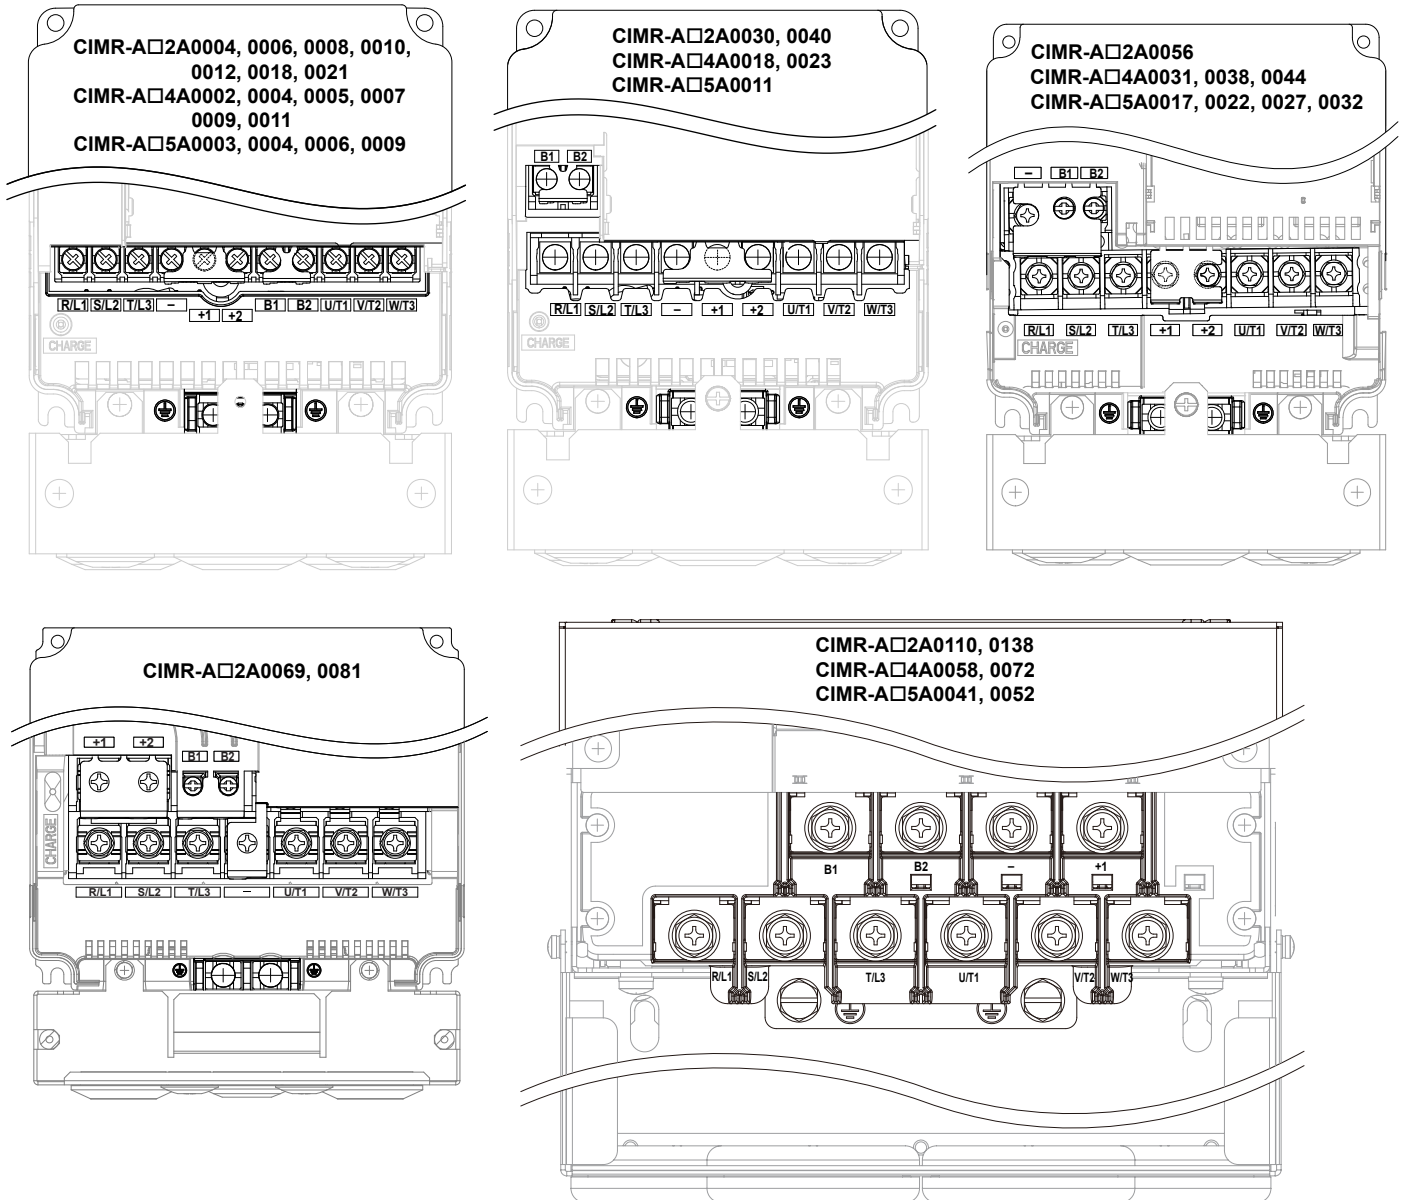 CIMR-A□2A0004, 0006, 0008, 0010,
0012, 0018, 0021
CIMR-A□4A0002, 0004, 0005, 0007
0009, 0011
CIMR-A□5A0003, 0004, 0006, 0009
R/L1 S/L2 T/L3 − +1 +2 B1 B2 U/T1 V/T2 W/T3
CHARGE
CIMR-A□2A0030, 0040
CIMR-A□4A0018, 0023
CIMR-A□5A0011
B1 B2
R/L1 S/L2 T/L3 − +1 +2 U/T1 V/T2 W/T3
CHARGE
CIMR-A□2A0056
CIMR-A□4A0031, 0038, 0044
CIMR-A□5A0017, 0022, 0027, 0032
− B1 B2
R/L1 S/L2 T/L3 +1 +2 U/T1 V/T2 W/T3
CHARGE
CIMR-A□2A0069, 0081
+1 +2 B1 B2
CHARGE
R/L1 S/L2 T/L3 − U/T1 V/T2 W/T3
CIMR-A□2A0110, 0138
CIMR-A□4A0058, 0072
CIMR-A□5A0041, 0052
B1 B2 − +1
R/L1 S/L2 T/L3 U/T1 V/T2 W/T3